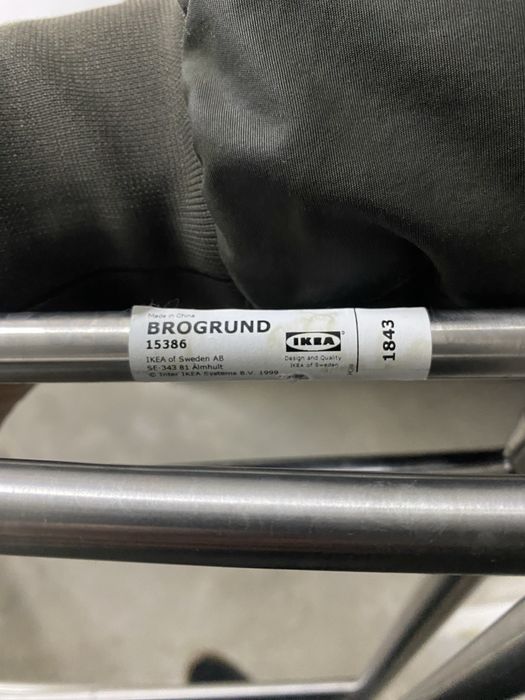 Made in China
BROGRUND
15386
IKEA of Sweden AB
SE-343 81 Älmhult
© Inter IKEA Systems B.V. 1999
IKEA®
Design and Quality
IKEA of Sweden
1843